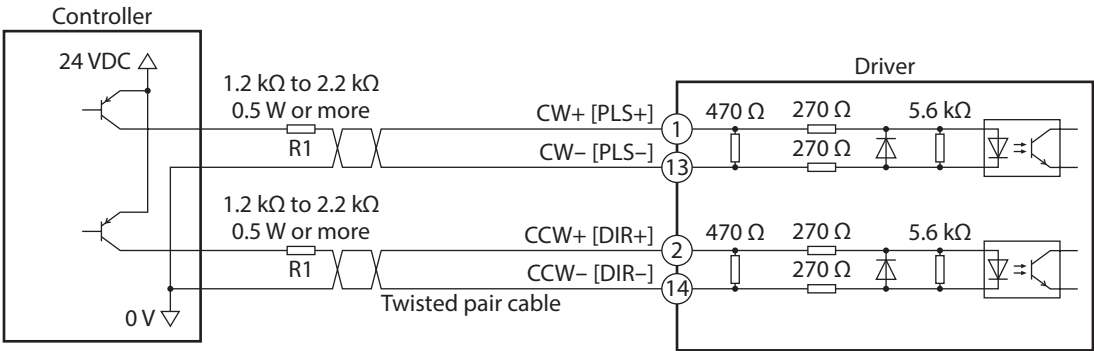 Controller
24 VDC
1.2 kΩ to 2.2 kΩ
0.5 W or more
R1
CW+ [PLS+]
CW– [PLS–]
1
13
Driver
470 Ω
270 Ω
5.6 kΩ
270 Ω
1.2 kΩ to 2.2 kΩ
0.5 W or more
R1
CCW+ [DIR+]
CCW– [DIR–]
2
14
470 Ω
270 Ω
5.6 kΩ
270 Ω
Twisted pair cable
0 V